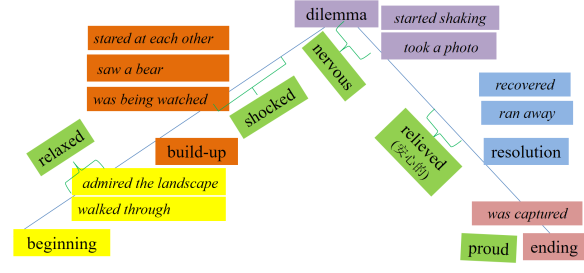 dilemma
started shaking
took a photo
nervous
stared at each other
saw a bear
was being watched
shocked
build-up
relaxed
admired the landscape
walked through
beginning
recovered
ran away
resolution
relieved
(安心的)
was captured
proud
ending